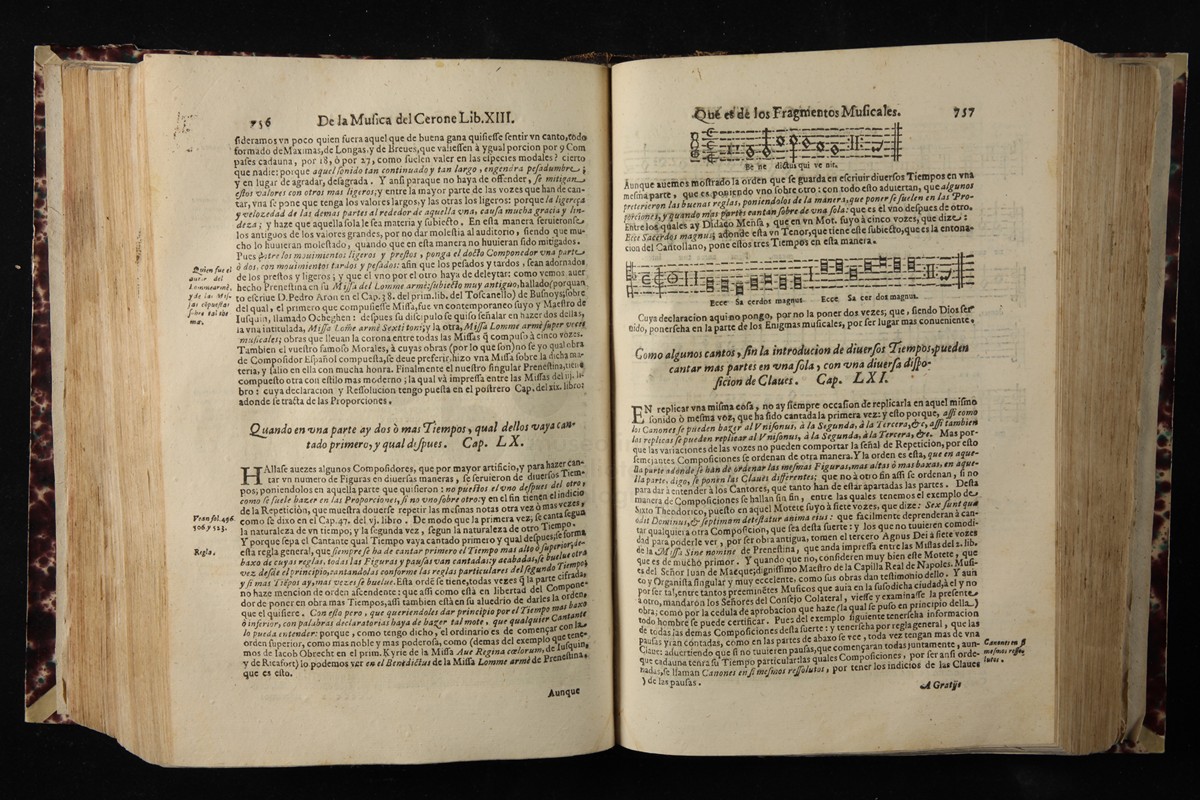 756 De la Musica del Cerone Lib.XIII.
sideramos vn poco quien fuera aquel que de buena gana quisiesse sentir vn canto, todo
formado de Maximas, de Longas, y de Breues, que valiessen à ygual porcion por 9 Com
pases cadauna, por 18, ò por 27, como suelen valer en las especies modales? cierto
que nadie: porque aquel sonido tan continuado y tan largo, engendra pesadumbre;
y en lugar de agradar, desagrada. Y ansi paraque no haya de offender, se mitigan
estos valores con otros mas ligeros; y entre la mayor parte de las vozes que han de can-
tar, vna se pone que tenga los valores largos, y las otras los ligeros: porque la ligereça
y velozedad de las demas partes al rededor de aquella vna, causa mucha gracia y lin-
deza; y haze que aquella sola le sea materia y subiecto. En esta manera seruieronse
los antiguos de los valores grandes, por no dar molestia al auditorio, siendo que mu-
cho lo huuieran molestado, quando que en esta manera no huuieran sido mitigados.
Pues entre los mouimientos ligeros y prestos, ponga el docto Componedor vna parte
ò dos, con mouimientos tardos y pesados: afin que los pesados y tardos, sean adornados
de los prestos y ligeros; y que el vno por el otro haya de deleytar: como vemos auer
hecho Prenestina en su Missa del Lomme armè: subiecto muy antiguo, hallado (porquan
to escriue D. Pedro Aron en el Cap. 38. del prim. lib. del Toscanello) de Busnoys; sobre
del qual, el primero que compusiesse Missa, fue vn contemporaneo suyo y Maestro de
Iusquin, llamado Ocheghen: despues su discipulo se quiso señalar en hazer dos dellas,
la vna intitulada, Missa Lome armè Sexti toni; y la otra, Missa Lomme armè super voces
musicales; obras que lleuan la corona entre todas las Missas q̃ compuso à cinco vozes.
Tambien el vuestro famoso Morales, à cuyas obras (por lo que son) no se yo qual obra
de Compositor Español compuesta, se deue preferir, hizo vna Missa sobre la dicha ma-
teria, y salio en ella con mucha honra. Finalmente el nuestro singular Prenestina, tiene
compuesto otra con estilo mas moderno; la qual và impressa entre las Missas del iij. li-
bro: cuya declaracion y Ressolucion tengo puesta en el postrero Cap. del xix. libro;
adonde se tracta de las Proporciones.
Quien fue el
autor del
Lommearmè,
y de las Mis-
sas cõpuestas
sobre tal tho
ma.
Quando en vna parte ay dos ò mas Tiempos, qual dellos vaya can-
tado primero, y qual despues. Cap. LX.
HAllase auezes algunos Composidores, que por mayor artificio, y para hazer can-
tar vn numero de Figuras en diuersas maneras, se seruieron de diuersos Tiem-
pos, poniendolos en aquella parte que quisieron: no puestos el vno despues del otro,
como se suele hazer en las Proporciones, si no vno sobre otro: y en el fin tienen el indicio
de la Repeticiõn, que muestra douerse repetir las mesmas notas otra vez ò mas vezes,
como se dixo en el Cap. 47. del vj. libro. De modo que la primera vez, se canta segun
la naturaleza de vn tiempo, y la segunda vez, segun la naturaleza de otro Tiempo.
Vean fol. 496.
506 y 523.
Y porque sepa el Cantante qual Tiempo vaya cantado primero y qual despues, se forma
esta regla general, que siempre se ha de cantar primero el Tiempo mas alto ò superior, de-
baxo de cuyas reglas, todas las Figuras y pausas van cantadas; y acabadas, se buelue otra
vez desde el principio, cantandolas conforme las reglas particulares del segundo Tiempo;
y si mas Tiẽpos ay, mas vezes se buelue. Esta ordẽ se tiene, todas vezes q̃ la parte cifrada,
no haze mencion de orden ascendente: que assi como està en libertad del Compone-
dor de poner en obra mas Tiempos, assi tambien està en su aluedrio de darles la orden,
que el quisiere. Con esto pero, que queriendoles dar principio por el Tiempo mas baxo
ò inferior, con palabras declaratorias haya de bager tal mote, que qualquier Cantante
lo pueda entender: porque, como tengo dicho, el ordinario es de començar con la
orden superior, como mas noble y mas poderosa, como (demas del exemplo que tene-
mos de Iacob Obrecht en el prim. Kyrie de la Missa Aue Regina cœlorum, de Iusquin,
y de Ricafort) lo podemos ver en el Benedictus de la Missa Lomme armè de Prenestina,
que es esto.
Regla.
Aunque
Que es de los Fragmentos Musicales. 757
Be ne dictus qui ve nit.
Aunque auemos mostrado la orden que se guarda en escriuir diuersos Tiempos en vna
mesma parte, que es poniendo vno sobre otro: con todo esto aduiertan, que algunos
preterieron las buenas reglas, poniendolos de la manera, que poner se suelen en las Pro-
porciones, y quando mas partes cantan sobre de vna sola: que es el vno despues de otro.
Entre los quales ay Didaco Mensa, que en vn Mot. suyo à cinco vozes, que dize:
Ecce Sacerdos magnus, adonde esta vn Tenor, que tiene este subiecto, que es la entona-
cion del Cantollano, pone estos tres Tiempos en esta manera.
Ecce Sa cerdos magnus Ecce Sa cer dos magnus.
Cuya declaracion aqui no pongo, por no la poner dos vezes; que, siendo Dios ser
uido, ponersèha en la parte de los Enigmas musicales, por ser lugar mas conueniente.
Como algunos cantos, sin la introducion de diuersos Tiempos, pueden
cantar mas partes en vna sola, con vna diuersa dispo-
sicion de Claues. Cap. LXI.
EN replicar vna misma cosa, no ay siempre occasion de replicarla en aquel mismo
sonido ò mesma voz, que ha sido cantada la primera vez: y esto porque, assi como
los Canones se pueden hazer al Vnisonus, à la Segunda, à la Tercera, &c, assi tambien
las replicas se pueden replicar al Vnisonus, à la Segunda, à la Tercera, &c. Mas por-
que las variaciones de las vozes no pueden comportar la señal de Repeticion, por esto
semejantes Composiciones se ordenan de otra manera. Y la orden es esta, que en aque-
lla parte adonde se han de ordenar las mesmas Figuras, mas altas ò mas baxas, en aque-
lla parte, digo, se ponen las Claues differentes; que no à otro fin assi se ordenan, si no
para dar à entender à los Cantores, que tanto han de estar apartadas las partes. Desta
manera de Composiciones se hallan sin fin, entre las quales tenemos el exemplo de
Sixto Theodorico, puesto en aquel Motete suyo à siete vozes, que dize: Sex sunt quæ
odit Dominus, & septimam detestatur anima eius: que facilmente deprenderàn à can-
tar qualquiera otra Composicion, que sea desta suerte: y los que no tuuieren comodi-
dad para poderle ver, por ser obra antigua, tomen el tercero Agnus Dei à siete vozes
de la Missa Sine nomine de Prenestina, que anda impressa entre las Missas del 2. lib.
que es de mucho primor. Y quando no, consideren muy bien este Motete, que
es del Señor Iuan de Macque, dignissimo Maestro de la Capilla Real de Napoles. Musi-
co y Organista singular y muy eccelente, como sus obras dan testimonio dello. Y aun
por ser tal, entre tantos preeminẽtes Musicos que auia en la susodicha ciudad, à el y no
à otro, mandarón los Señores del Consejo Colateral, viesse y examinasse la presente
obra; como por la cedula de aprobacion que haze (la qual se puso en principio della)
todo hombre se puede certificar. Pues del exemplo siguiente tenersèha informacion
de todas las demas Composiciones desta suerte: y tenersèha por regla general, que las
pausas y ran contadas, como en las partes de abaxo se vee, toda vez tengan mas de vna
Claue: aduertiendo que si no tuuieren pausas, que començaran todas juntamente, aun-
que cadauna tenra su Tiempo particular: las quales Composiciones, por ser ansi orde-
nadas, se llaman Canones en si mesmos ressolutos, por tener los indicios de las Claues
) de las pausas.
Canones en si
mesmos resso-
lutos.
A Gratijs